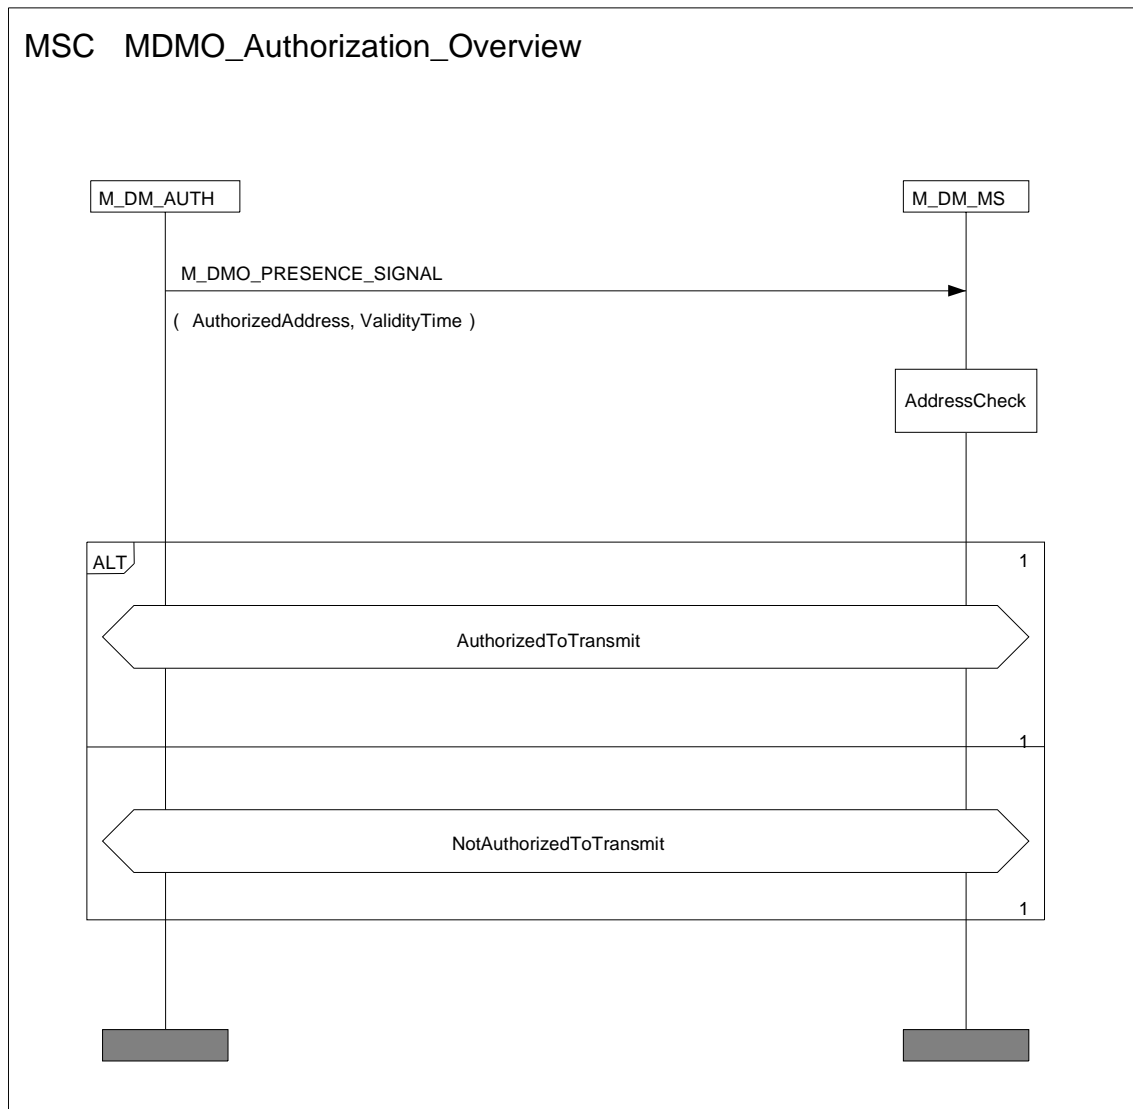 MSC MDMO_Authorization_Overview
M_DM_AUTH
M_DM_MS
M_DMO_PRESENCE_SIGNAL
( AuthorizedAddress, ValidityTime )
AddressCheck
ALT
1
AuthorizedToTransmit
1
NotAuthorizedToTransmit
1